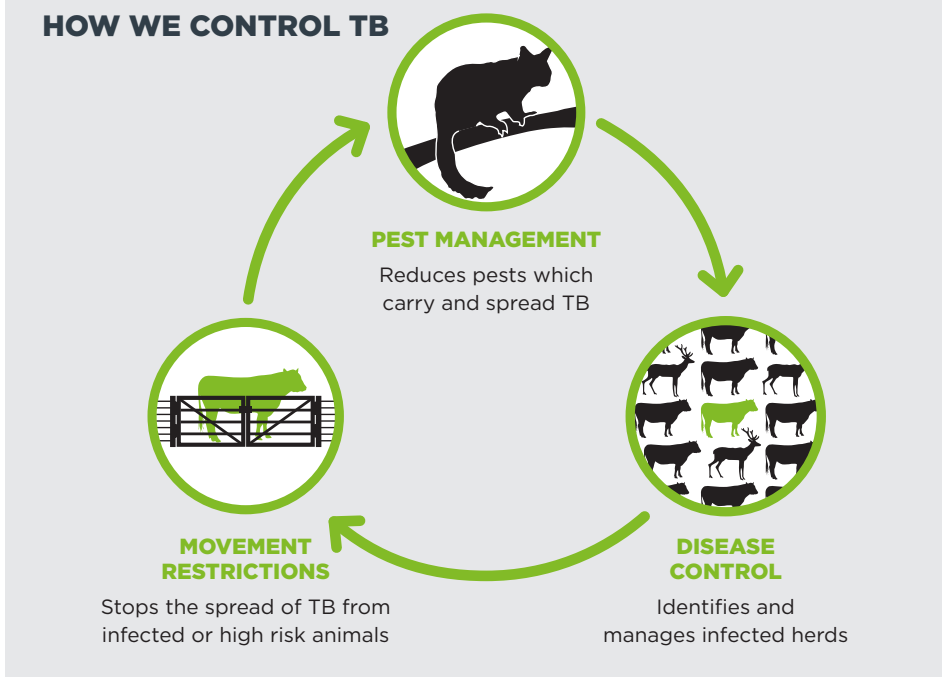 HOW WE CONTROL TB
PEST MANAGEMENT
Reduces pests which
carry and spread TB
MOVEMENT
RESTRICTIONS
Stops the spread of TB from
infected or high risk animals
DISEASE
CONTROL
Identifies and
manages infected herds